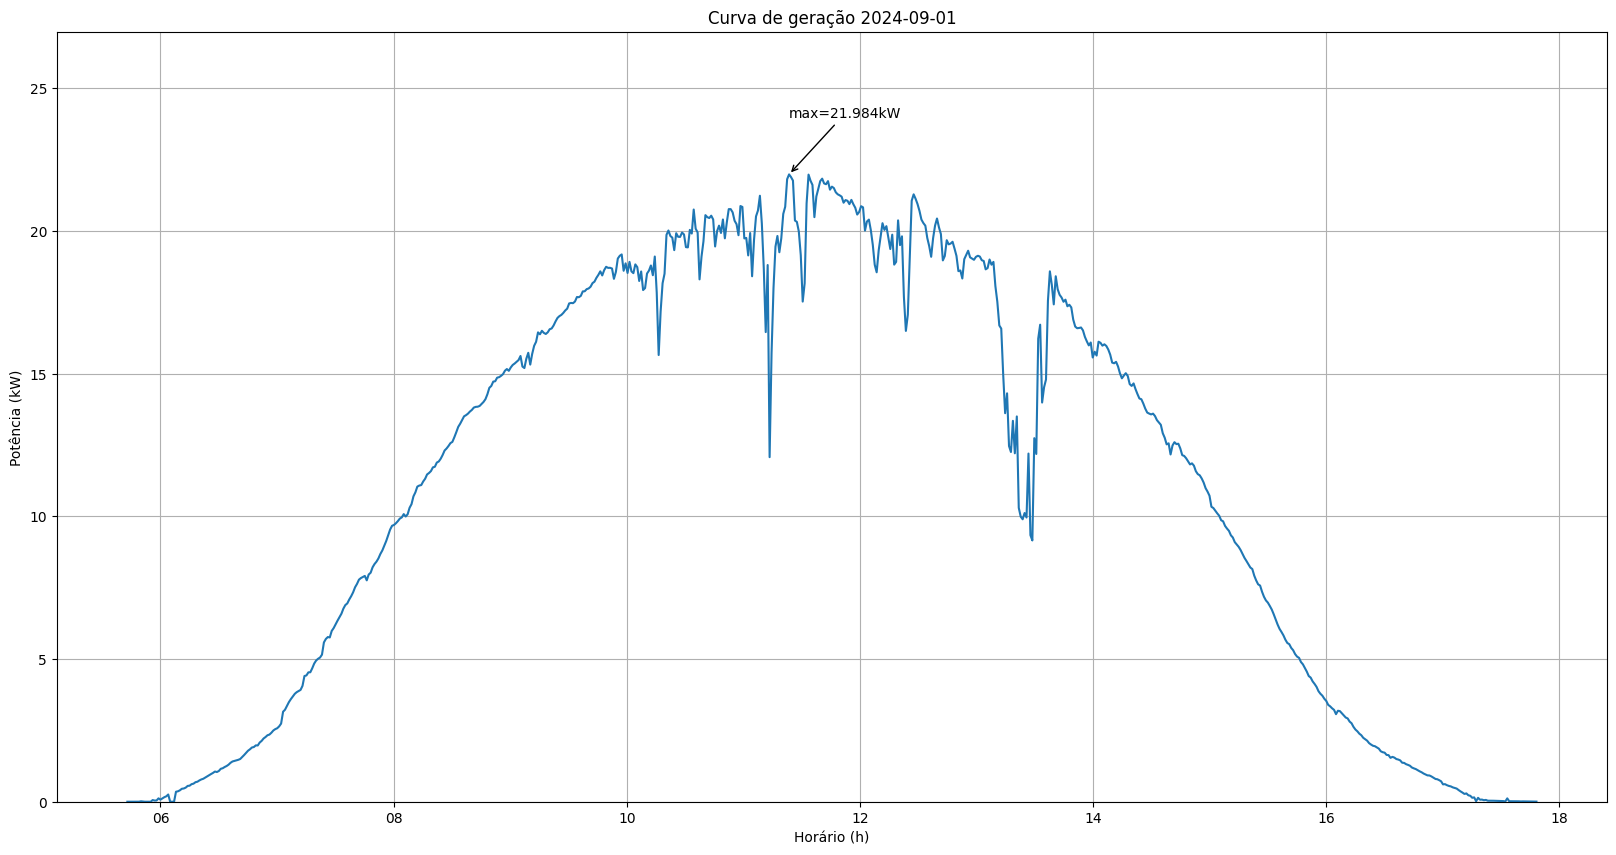 Curva de geração 2024-09-01
25
max=21.984kW
20
15
Potência (kW)
10
5
0
06 08 10 12 14 16 18
Horário (h)